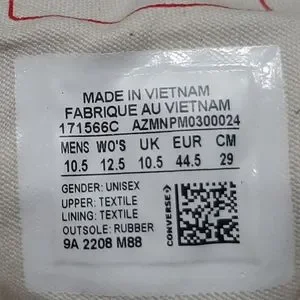 MADE IN VIETNAM
FABRIQUE AU VIETNAM
171566C AZMNPM0300024
MENS WO'S UK EUR CM
10.5 12.5 10.5 44.5 29
GENDER: UNISEX
UPPER: TEXTILE
LINING: TEXTILE
OUTSOLE: RUBBER
9A 2208 M88
CONVERSE